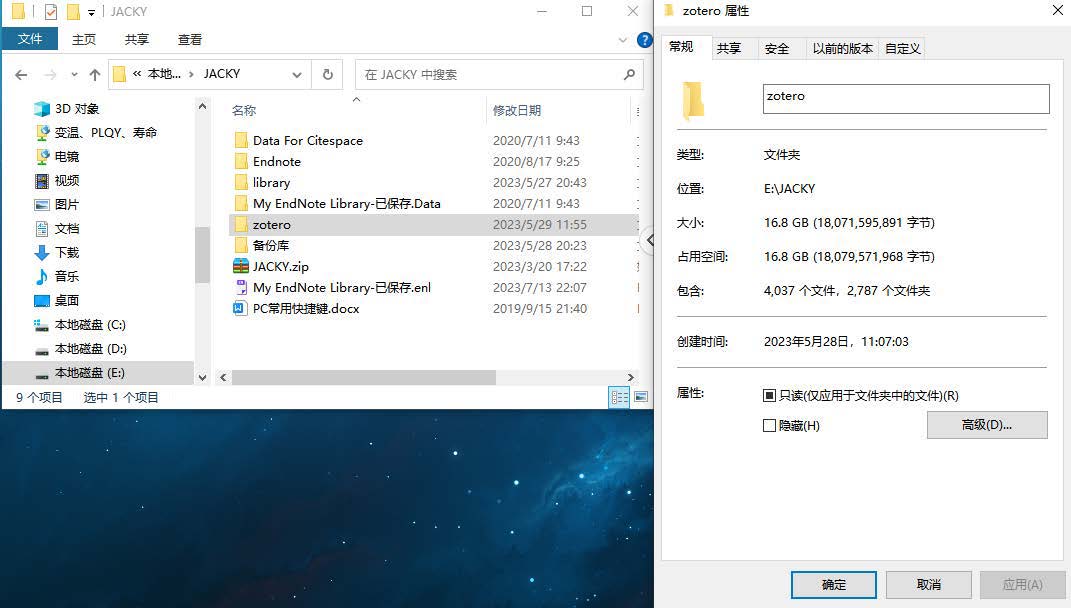 JACKY
文件 主页 共享 查看
« 本地... › JACKY
在 JACKY 中搜索
3D 对象
变温、PLQY、寿命
电镜
视频
图片
文档
下载
音乐
桌面
本地磁盘 (C:)
本地磁盘 (D:)
本地磁盘 (E:)
名称 修改日期
Data For Citespace 2020/7/11 9:43
Endnote 2020/8/17 9:25
library 2023/5/27 20:43
My EndNote Library-已保存.Data 2020/7/11 9:43
zotero 2023/5/29 11:55
备份库 2023/5/28 20:23
JACKY.zip 2023/3/20 17:22
My EndNote Library-已保存.enl 2023/7/13 22:07
PC常用快捷键.docx 2019/9/15 21:40
9 个项目 选中 1 个项目
zotero 属性
常规 共享 安全 以前的版本 自定义
zotero
类型: 文件夹
位置: E:\JACKY
大小: 16.8 GB (18,071,595,891 字节)
占用空间: 16.8 GB (18,079,571,968 字节)
包含: 4,037 个文件，2,787 个文件夹
创建时间: 2023年5月28日，11:07:03
属性: 只读(仅应用于文件夹中的文件)(R)
隐藏(H)
高级(D)...
确定 取消 应用(A)